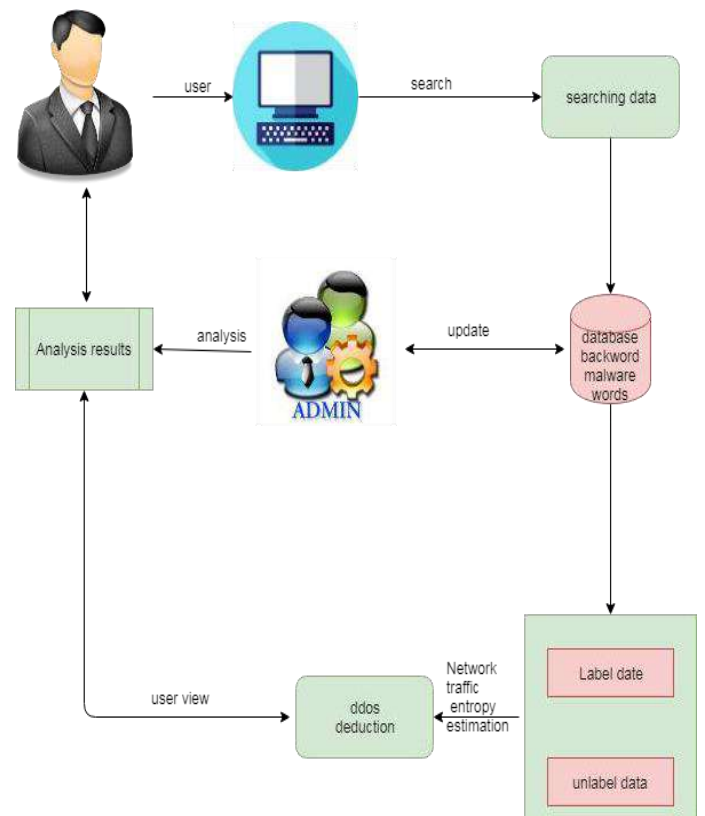 user
search
searching data
Analysis results
analysis
ADMIN
update
database
backword
malware
words
Label date
unlabel data
Network
traffic
entropy
estimation
ddos
deduction
user view